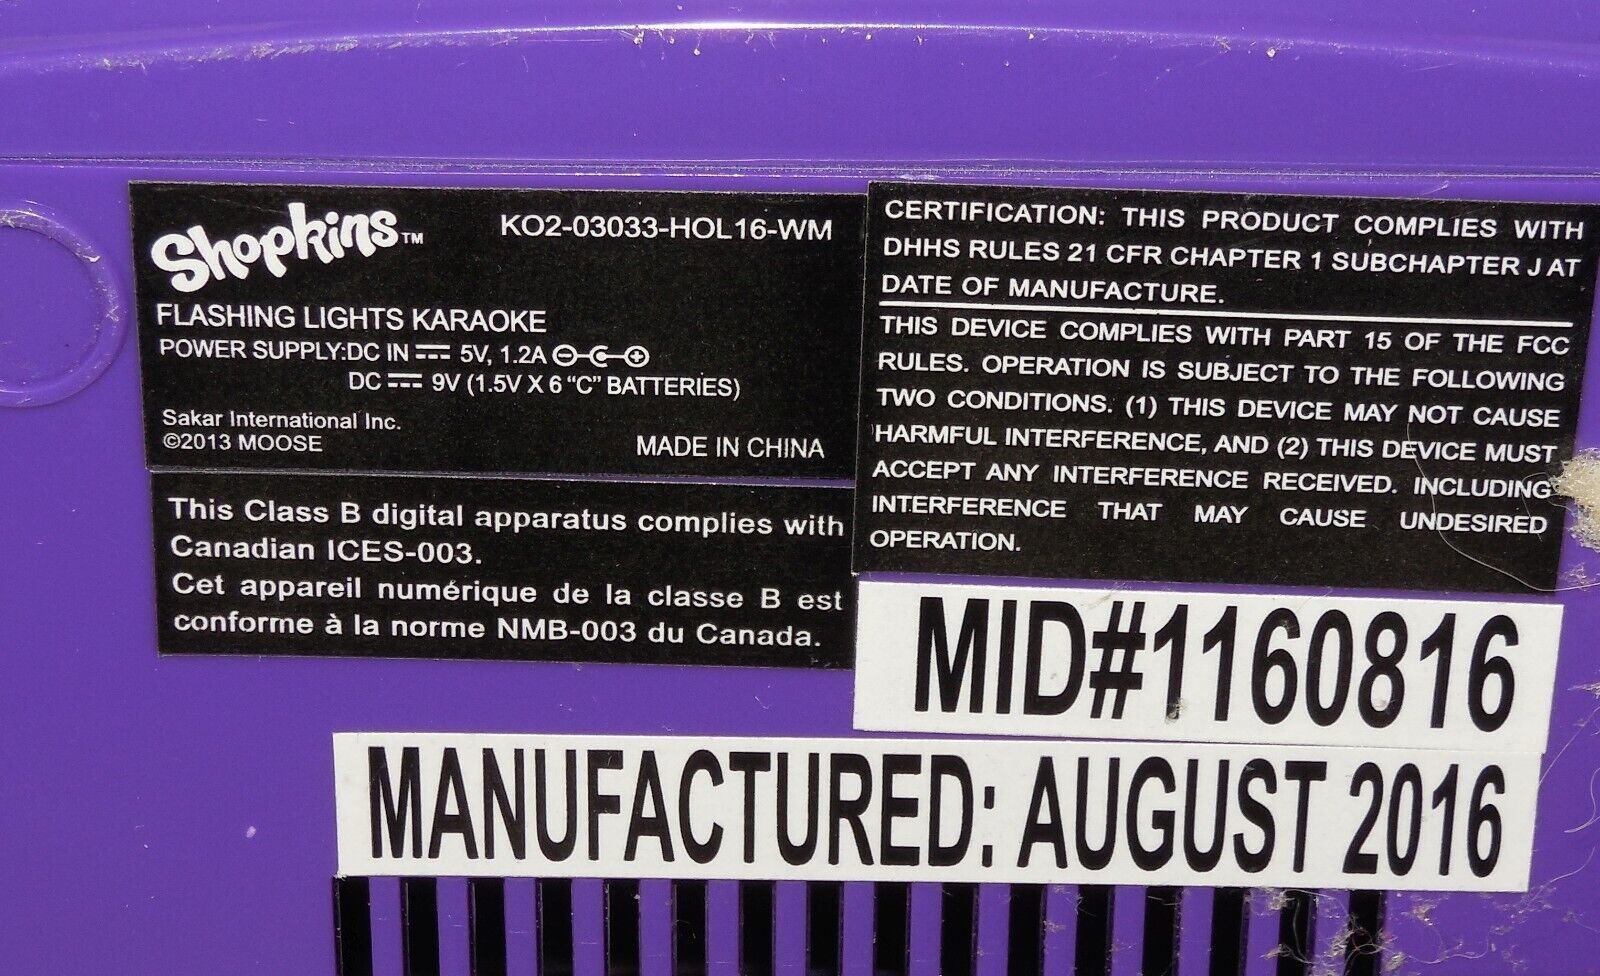 Shopkins™ KO2-03033-HOL16-WM
FLASHING LIGHTS KARAOKE
POWER SUPPLY:DC IN 5V, 1.2A
DC 9V (1.5V X 6 “C” BATTERIES)
Sakar International Inc.
©2013 MOOSE MADE IN CHINA
This Class B digital apparatus complies with
Canadian ICES-003.
Cet appareil numérique de la classe B est
conforme à la norme NMB-003 du Canada.
CERTIFICATION: THIS PRODUCT COMPLIES WITH
DHHS RULES 21 CFR CHAPTER 1 SUBCHAPTER J AT
DATE OF MANUFACTURE.
THIS DEVICE COMPLIES WITH PART 15 OF THE FCC
RULES. OPERATION IS SUBJECT TO THE FOLLOWING
TWO CONDITIONS. (1) THIS DEVICE MAY NOT CAUSE
HARMFUL INTERFERENCE, AND (2) THIS DEVICE MUST
ACCEPT ANY INTERFERENCE RECEIVED. INCLUDING
INTERFERENCE THAT MAY CAUSE UNDESIRED
OPERATION.
MID#1160816
MANUFACTURED: AUGUST 2016